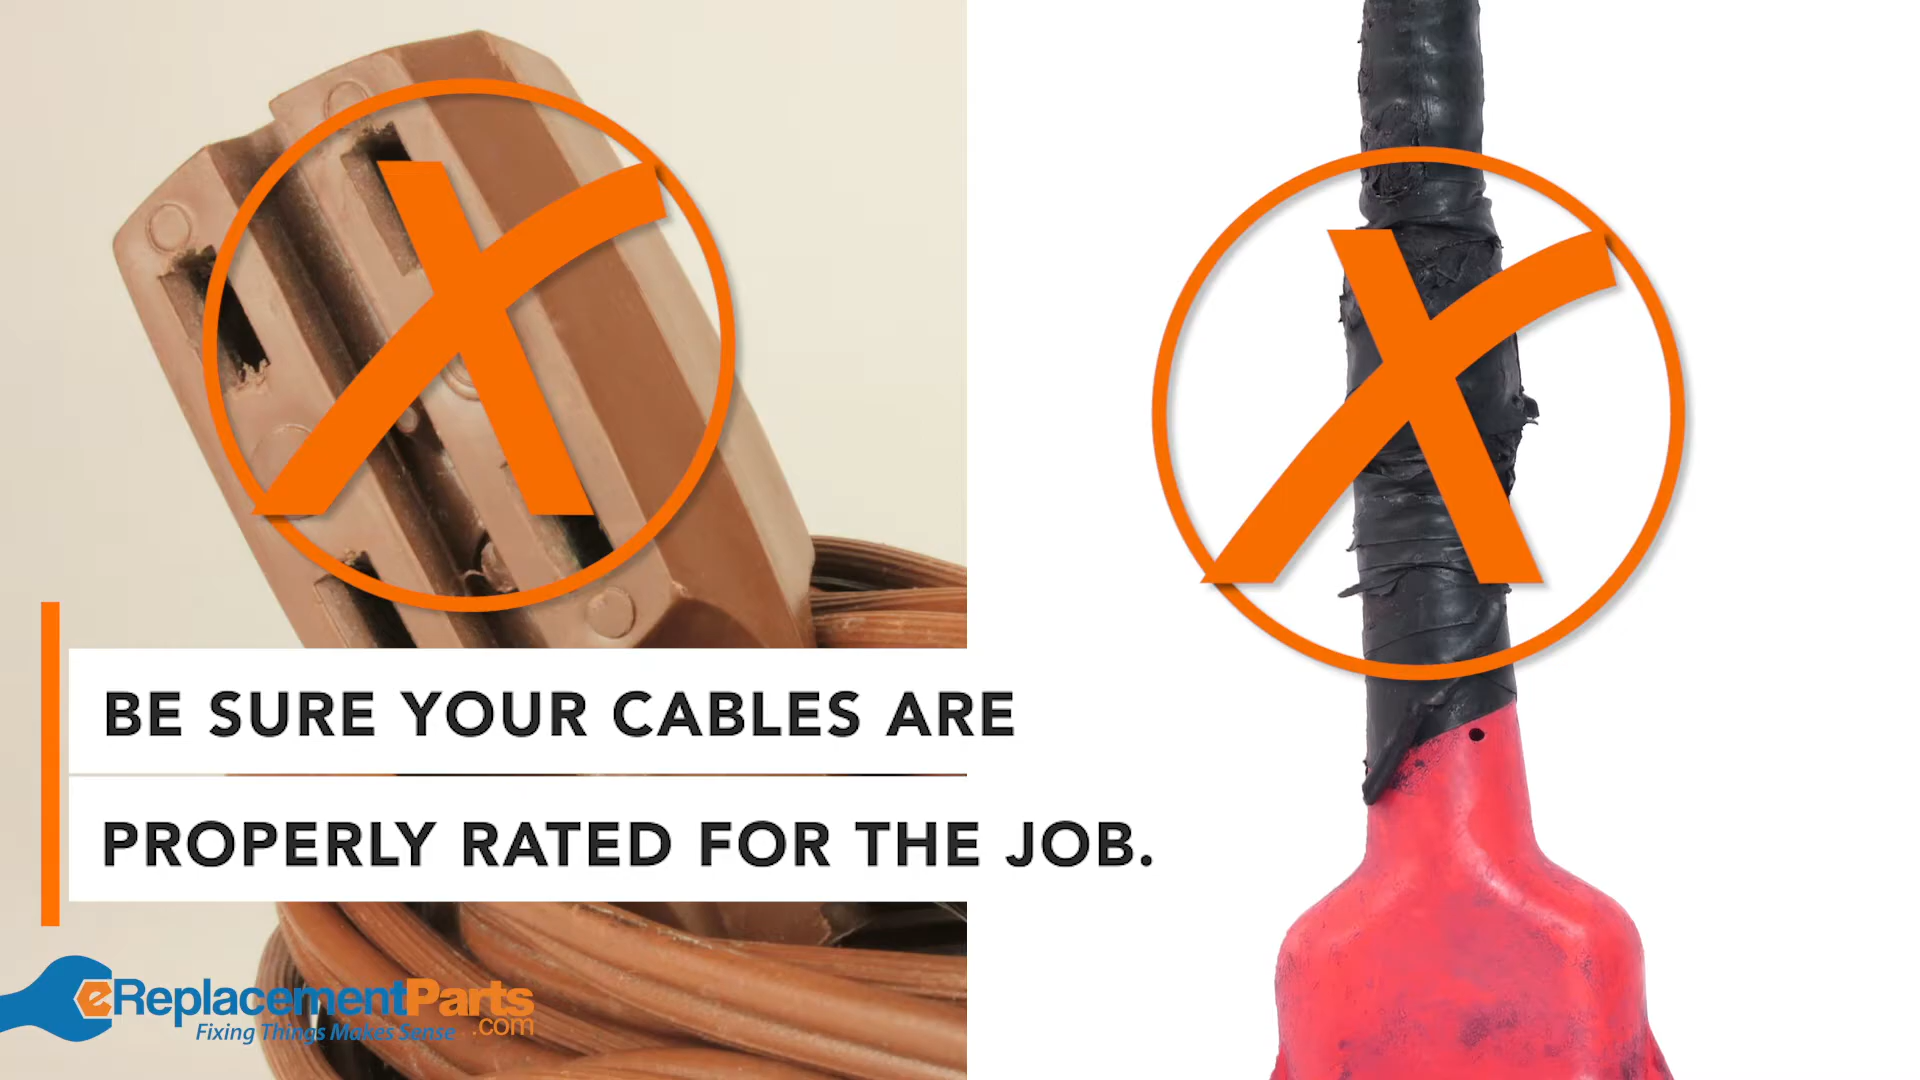 BE SURE YOUR CABLES ARE
PROPERLY RATED FOR THE JOB.
eReplacementParts
.com
Fixing Things Makes Sense